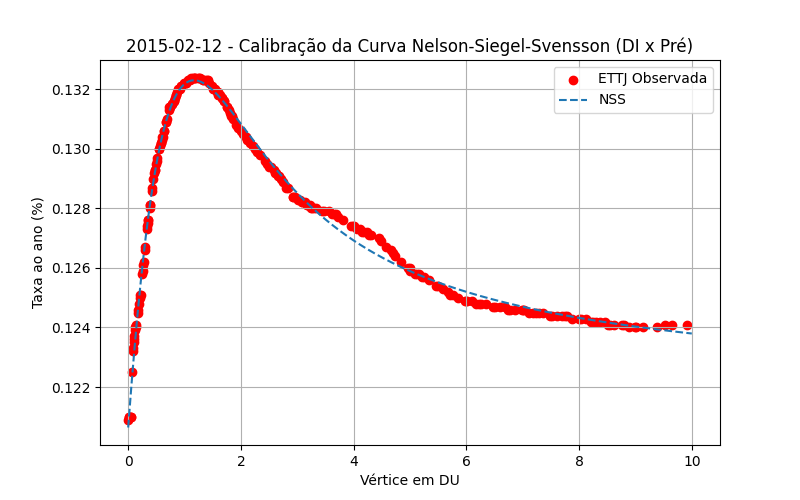 2015-02-12 - Calibração da Curva Nelson-Siegel-Svensson (DI x Pré)
ETTJ Observada
NSS
Taxa ao ano (%)
0.132
0.130
0.128
0.126
0.124
0.122
0 2 4 6 8 10
Vértice em DU